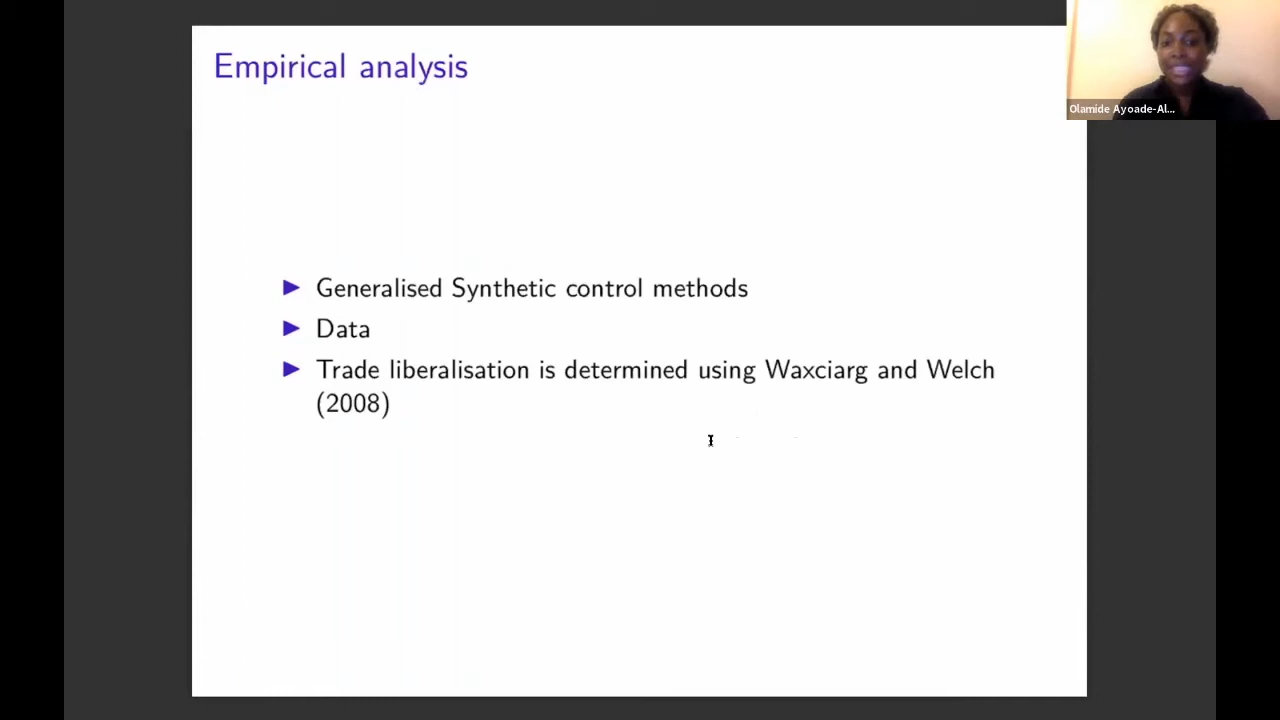 Empirical analysis
Olamide Ayoade-Al...
▶ Generalised Synthetic control methods
▶ Data
▶ Trade liberalisation is determined using Waxciarg and Welch
(2008)